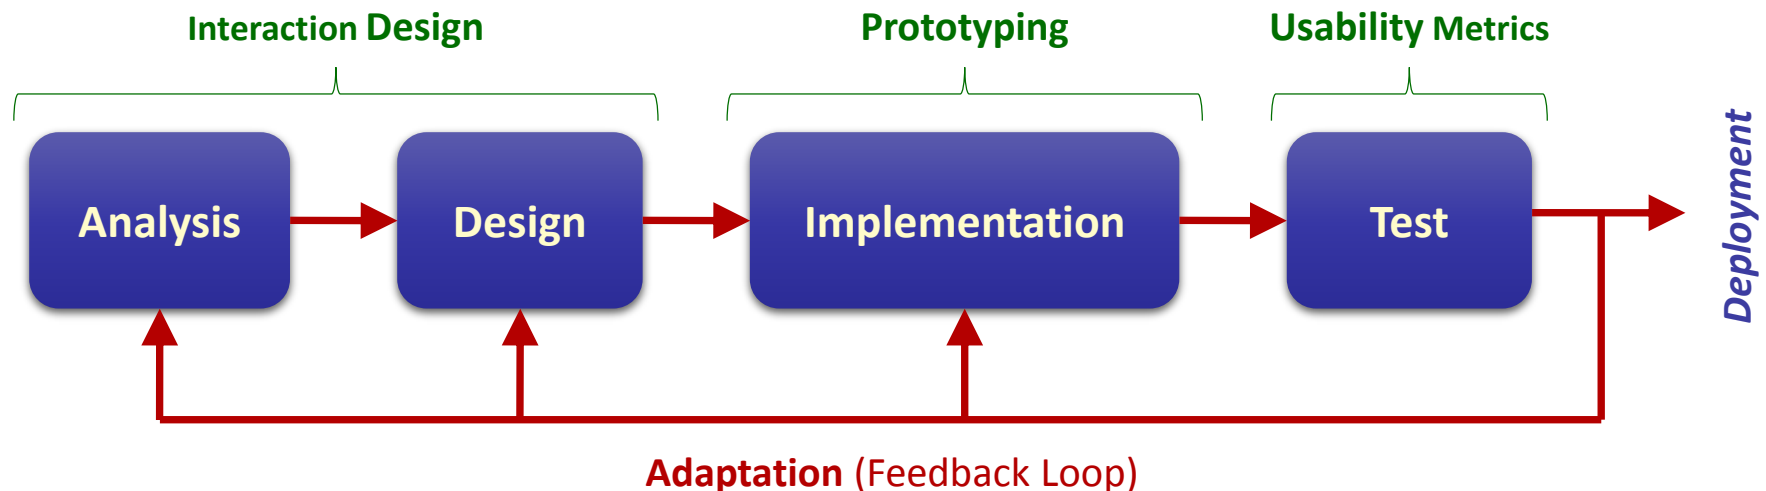 Interaction Design
Prototyping
Usability Metrics
Analysis
Design
Implementation
Test
Deployment
Adaptation (Feedback Loop)